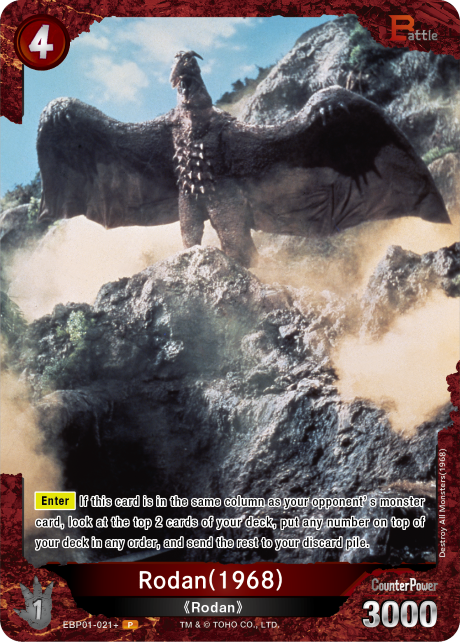 4
Battle
Enter If this card is in the same column as your opponent' s monster
card, look at the top 2 cards of your deck, put any number on top of
your deck in any order, and send the rest to your discard pile.
Destroy All Monsters(1968)
Rodan(1968)
CounterPower
1
《Rodan》
3000
EBP01-021+ P TM & © TOHO CO., LTD.